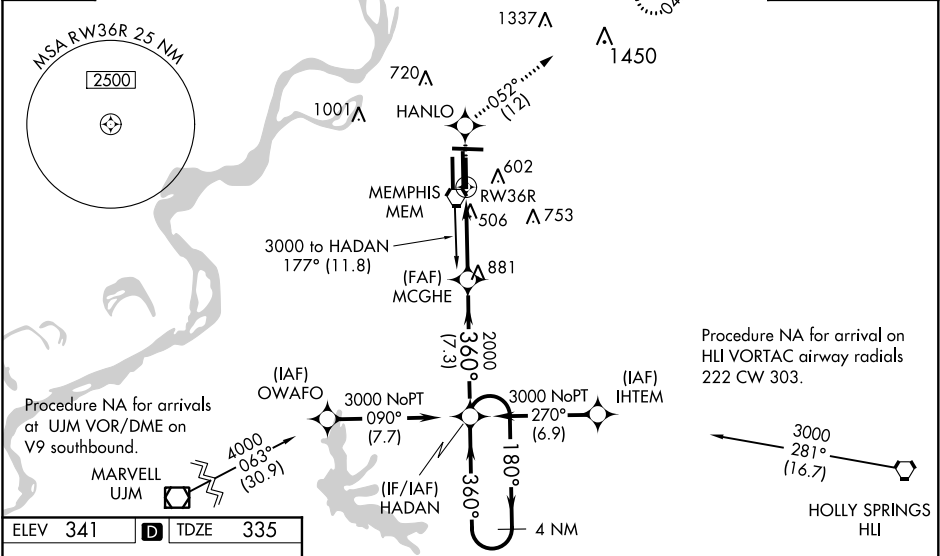 MSA RW36R 25 NM
2500
1337
1450
04
720
1001
HANLO
052°
(12)
602
MEMPHIS
MEM
RW36R
506
753
3000 to HADAN
177° (11.8)
(FAF)
MCGHE
881
2000
360°
(7.3)
Procedure NA for arrival on
HLI VORTAC airway radials
222 CW 303.
(IAF)
OWAFO
3000 NoPT
090°
(7.7)
3000 NoPT
270°
(6.9)
(IAF)
IHTEM
Procedure NA for arrivals
at UJM VOR/DME on
V9 southbound.
4000
063°
(30.9)
MARVELL
UJM
(IF/IAF)
HADAN
360°
180°
4 NM
3000
281°
(16.7)
HOLLY SPRINGS
HLI
ELEV 341 D TDZE 335